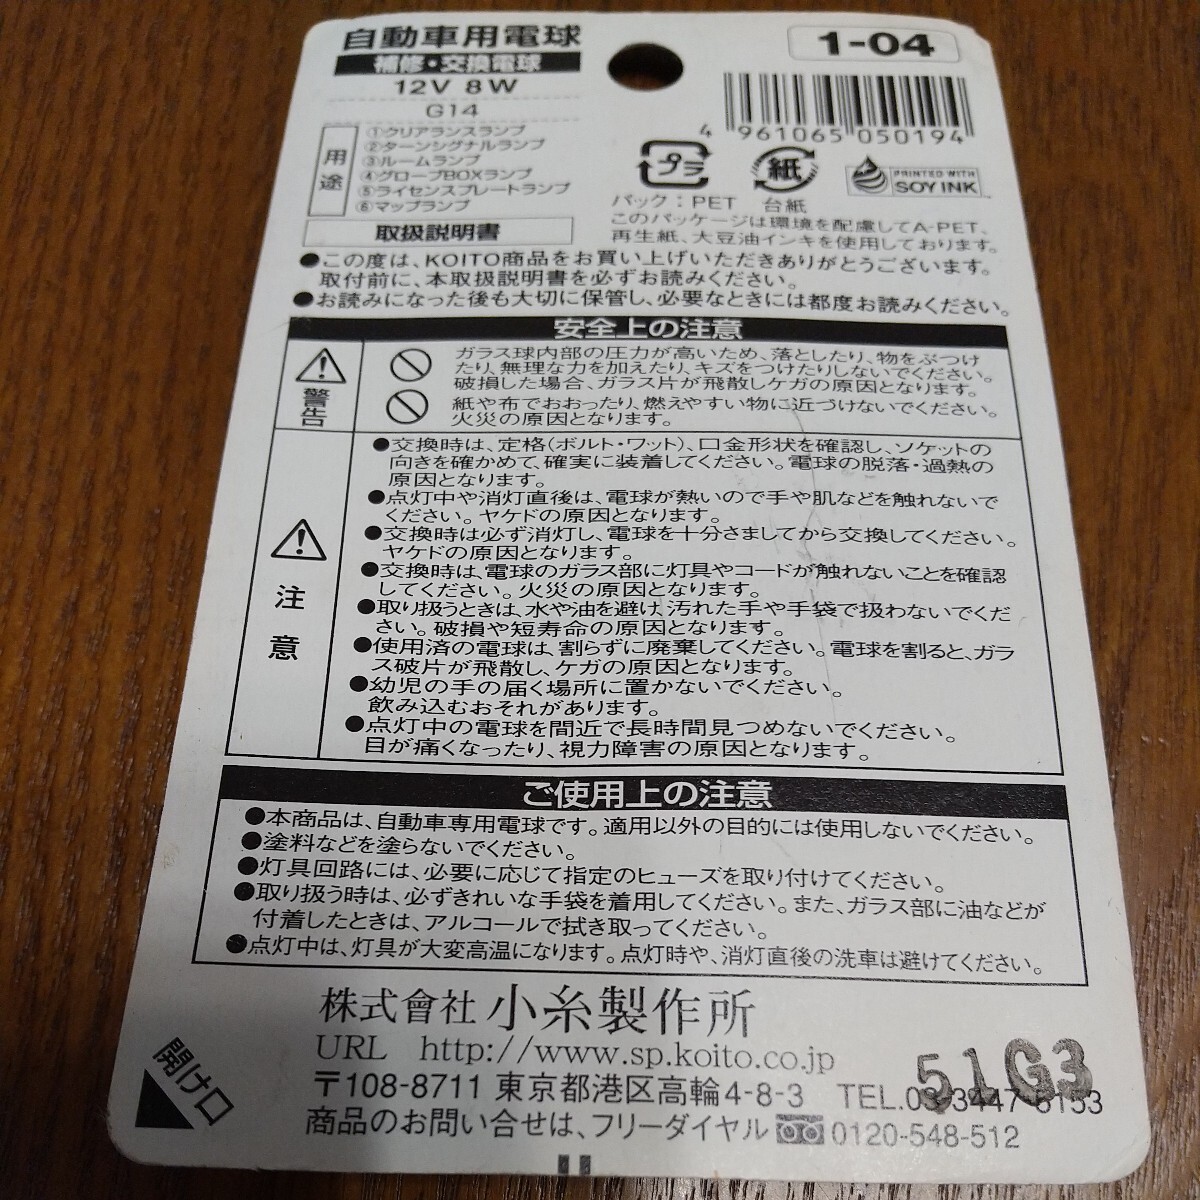 自動車用電球
補修・交換電球
12V 8W
G14
用途
①クリアランスランプ
②ターンシグナルランプ
③ルームランプ
④グローブBOXランプ
⑤ライセンスプレートランプ
⑥マップランプ
取扱説明書
1-04
4 961065 050194
プラ
紙
PRINTED WITH
SOY INK
パック：PET 台紙
このパッケージは環境を配慮してA-PET、
再生紙、大豆油インキを使用しております。
●この度は、KOITO商品をお買い上げいただきありがとうございます。
取付前に、本取扱説明書を必ずお読みください。
●お読みになった後も大切に保管し、必要なときには都度お読みください。
安全上の注意
警告
ガラス球内部の圧力が高いため、落としたり、物をぶつけ
たり、無理な力を加えたり、キズをつけたりしないでください。
破損した場合、ガラス片が飛散しケガの原因となります。
紙や布でおおったり、燃えやすい物に近づけないでください。
火災の原因となります。
注意
●交換時は、定格(ボルト・ワット)、口金形状を確認し、ソケットの
向きを確かめて、確実に装着してください。電球の脱落・過熱の
原因となります。
●点灯中や消灯直後は、電球が熱いので手や肌などを触れないで
ください。ヤケドの原因となります。
●交換時は必ず消灯し、電球を十分さましてから交換してください。
ヤケドの原因となります。
●交換時は、電球のガラス部に灯具やコードが触れないことを確認
してください。火災の原因となります。
●取り扱うときは、水や油を避け、汚れた手や手袋で扱わないでくだ
さい。破損や短寿命の原因となります。
●使用済の電球は、割らずに廃棄してください。電球を割ると、ガラ
ス破片が飛散し、ケガの原因となります。
●幼児の手の届く場所に置かないでください。
飲み込むおそれがあります。
●点灯中の電球を間近で長時間見つめないでください。
目が痛くなったり、視力障害の原因となります。
ご使用上の注意
●本商品は、自動車専用電球です。適用以外の目的には使用しないでください。
●塗料などを塗らないでください。
●灯具回路には、必要に応じて指定のヒューズを取り付けてください。
●取り扱う時は、必ずきれいな手袋を着用してください。また、ガラス部に油などが
付着したときは、アルコールで拭き取ってください。
●点灯中は、灯具が大変高温になります。点灯時や、消灯直後の洗車は避けてください。
株式會社 小糸製作所
URL http://www.sp.koito.co.jp
〒108-8711 東京都港区高輪4-8-3 TEL.03-3447-5153
51G3
商品のお問い合せは、フリーダイヤル 0120-548-512
開け口